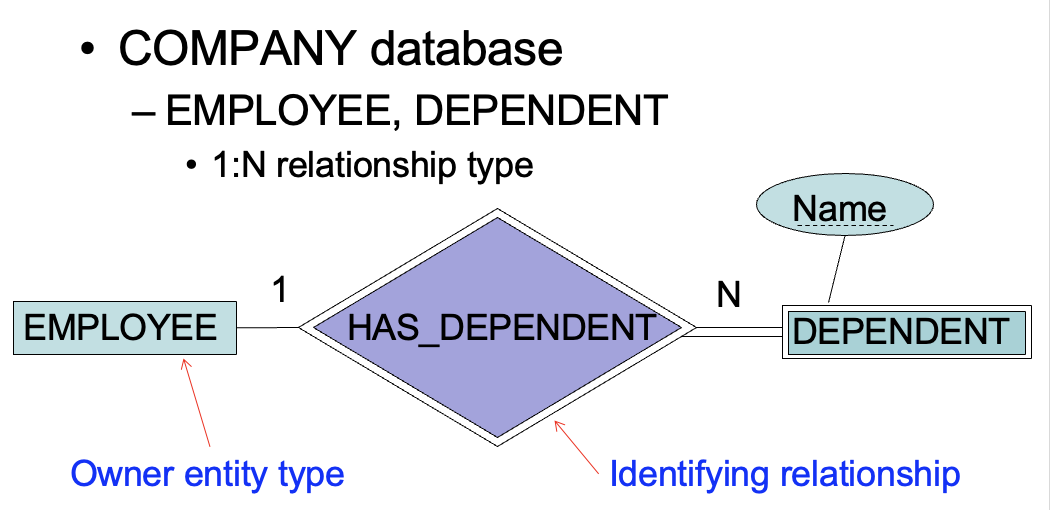 • COMPANY database
– EMPLOYEE, DEPENDENT
• 1:N relationship type
Name
1
N
EMPLOYEE
HAS_DEPENDENT
DEPENDENT
Owner entity type
Identifying relationship